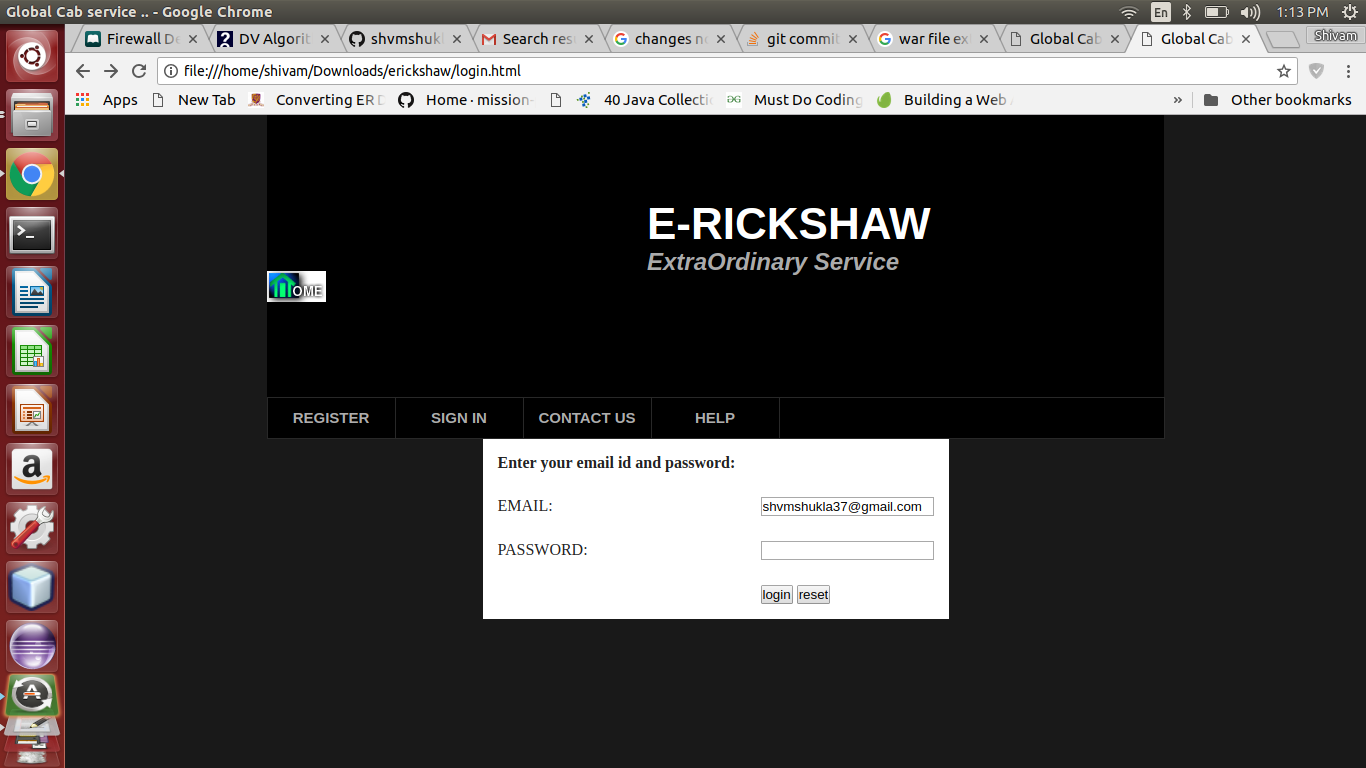 Global Cab service .. - Google Chrome
En
1:13 PM
Firewall De
DV Algorit
shvmshukl
Search res
changes no
git commit
war file ex
Global Cab
Global Cab
Shivam
file:///home/shivam/Downloads/erickshaw/login.html
Apps
New Tab
Converting ER D
Home · mission-
40 Java Collecti
GG
Must Do Coding
Building a Web A
»
Other bookmarks
E-RICKSHAW
ExtraOrdinary Service
OME
REGISTER
SIGN IN
CONTACT US
HELP
Enter your email id and password:
EMAIL:
shvmshukla37@gmail.com
PASSWORD:
login
reset